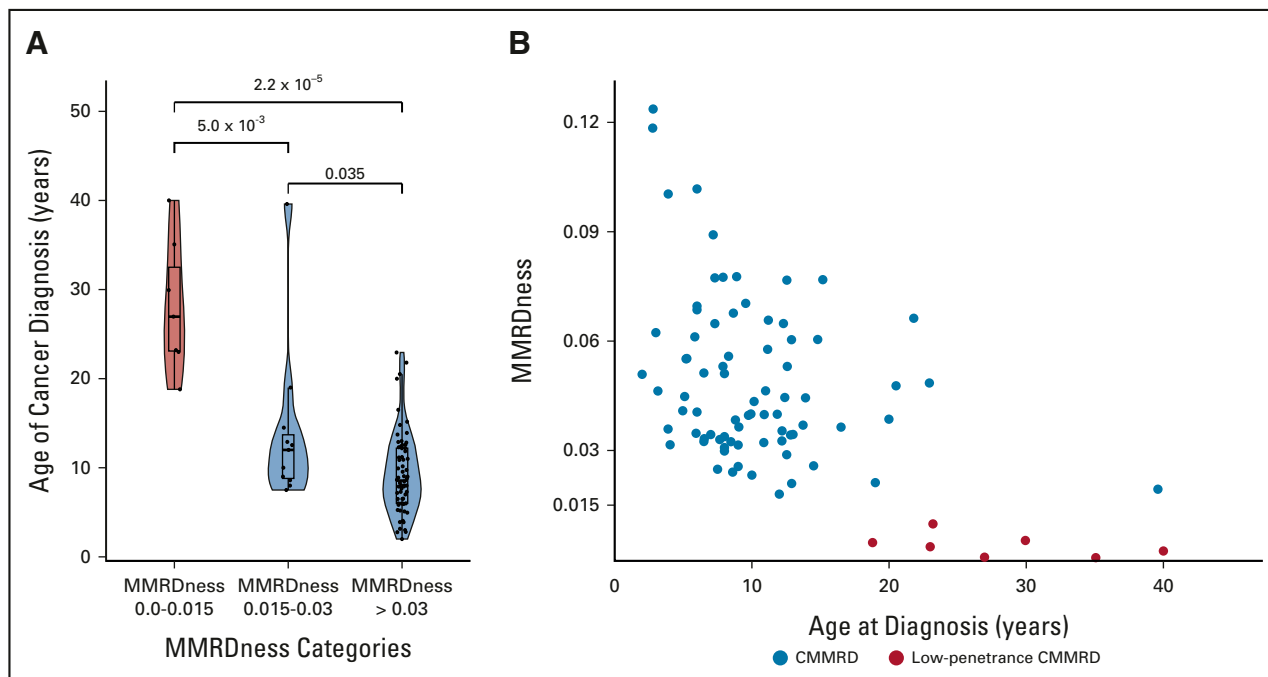 A
B
2.2 x 10⁻⁵
5.0 x 10⁻³
0.035
50
40
30
20
10
0
Age of Cancer Diagnosis (years)
MMRDness
0.0-0.015
MMRDness
0.015-0.03
MMRDness
> 0.03
MMRDness Categories
0.12
0.09
0.06
0.03
0.015
MMRDness
0
10
20
30
40
Age at Diagnosis (years)
CMMRD
Low-penetrance CMMRD